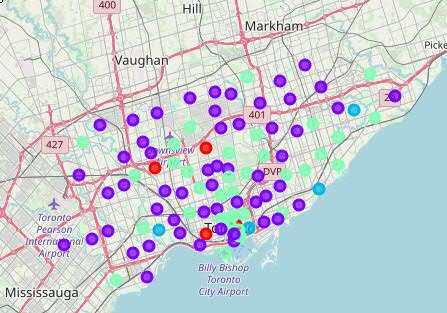 400
Hill
Markham
Vaughan
Picke
401
427
DVP
Toronto
Pearson
International
Airport
To
Billy Bishop
Toronto
City Airport
Mississauga